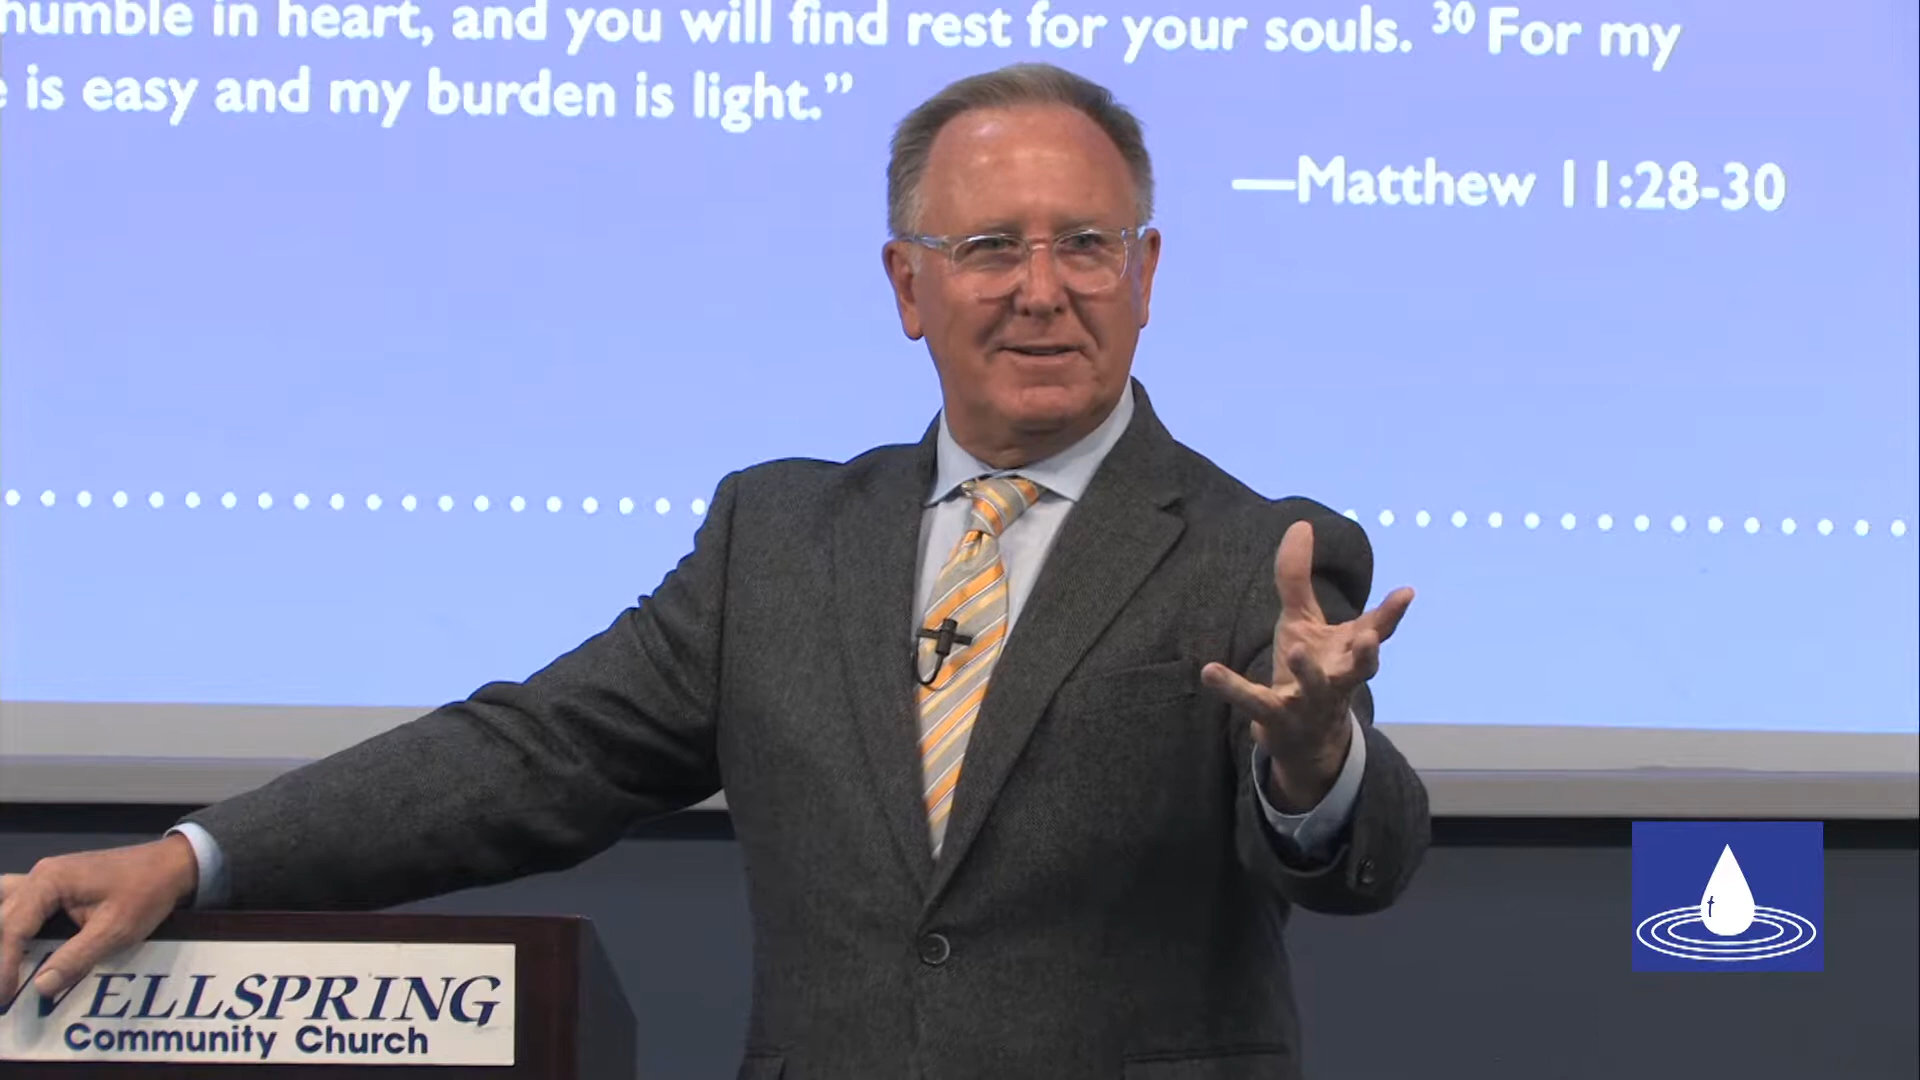 humble in heart, and you will find rest for your souls. 30 For my
is easy and my burden is light.”
—Matthew 11:28-30
WELLSPRING
Community Church
t